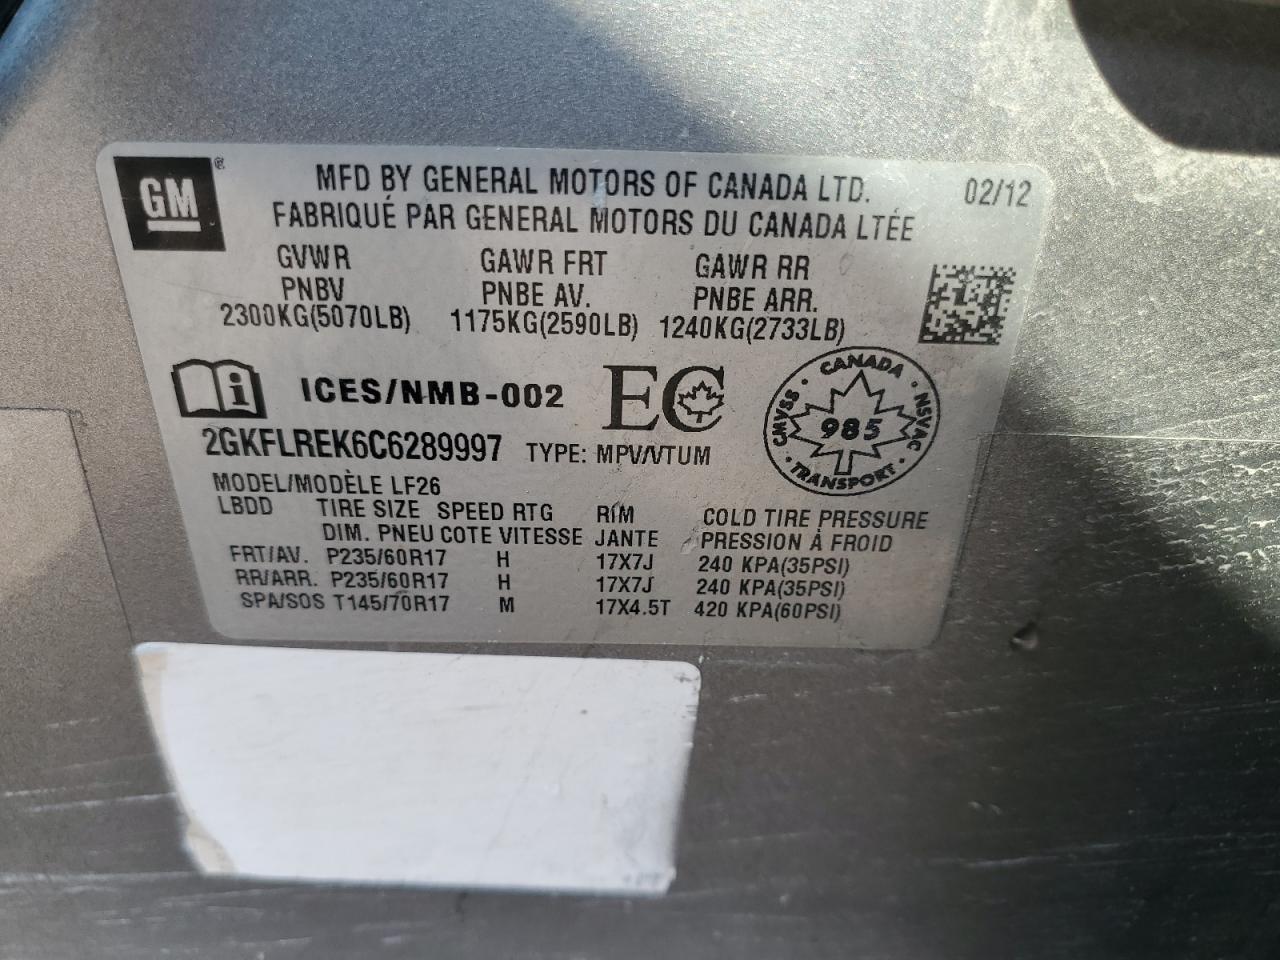 GM®
MFD BY GENERAL MOTORS OF CANADA LTD. 02/12
FABRIQUÉ PAR GENERAL MOTORS DU CANADA LTÉE
GVWR GAWR FRT GAWR RR
PNBV PNBE AV. PNBE ARR.
2300KG(5070LB) 1175KG(2590LB) 1240KG(2733LB)
i ICES/NMB-002 EC
CANADA CMVSS NSVAC 985 TRANSPORT
2GKFLREK6C6289997 TYPE: MPV/VTUM
MODEL/MODÈLE LF26
LBDD TIRE SIZE SPEED RTG RIM COLD TIRE PRESSURE
DIM. PNEU COTE VITESSE JANTE PRESSION À FROID
FRT/AV. P235/60R17 H 17X7J 240 KPA(35PSI)
RR/ARR. P235/60R17 H 17X7J 240 KPA(35PSI)
SPA/SOS T145/70R17 M 17X4.5T 420 KPA(60PSI)